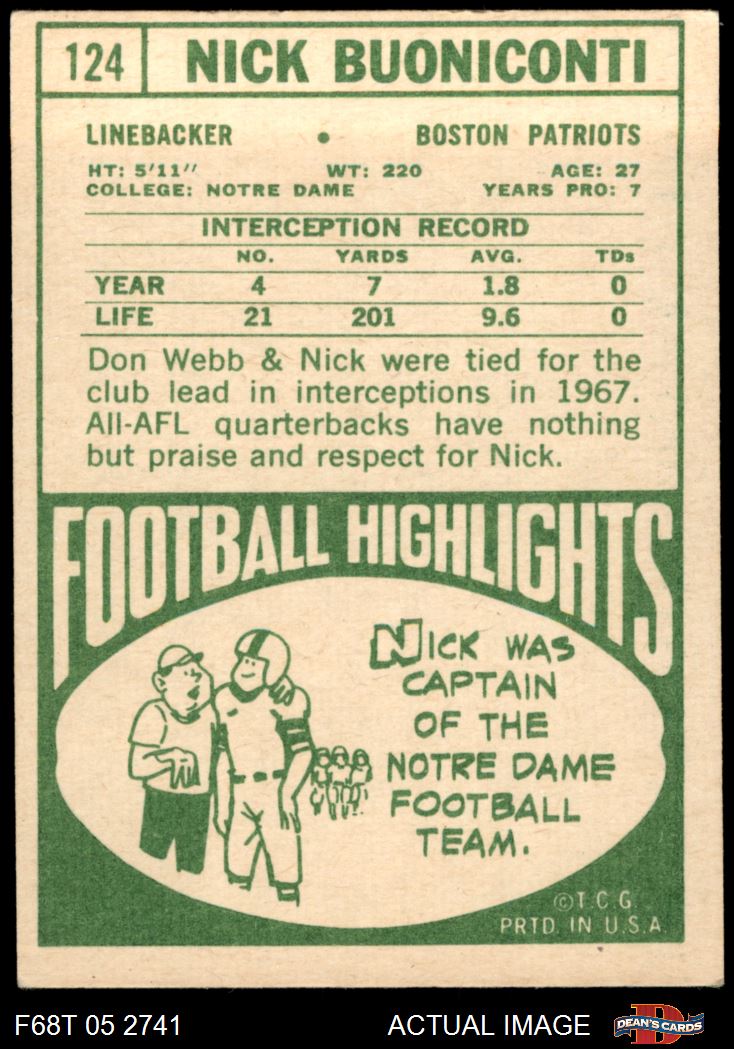 124 NICK BUONICONTI
LINEBACKER • BOSTON PATRIOTS
HT: 5'11" WT: 220 AGE: 27
COLLEGE: NOTRE DAME YEARS PRO: 7
INTERCEPTION RECORD
NO. YARDS AVG. TDs
YEAR 4 7 1.8 0
LIFE 21 201 9.6 0
Don Webb & Nick were tied for the
club lead in interceptions in 1967.
All-AFL quarterbacks have nothing
but praise and respect for Nick.
FOOTBALL HIGHLIGHTS
NICK WAS
CAPTAIN
OF THE
NOTRE DAME
FOOTBALL
TEAM.
©T.C.G.
PRTD. IN U.S.A.
F68T 05 2741 ACTUAL IMAGE D DEAN'S CARDS